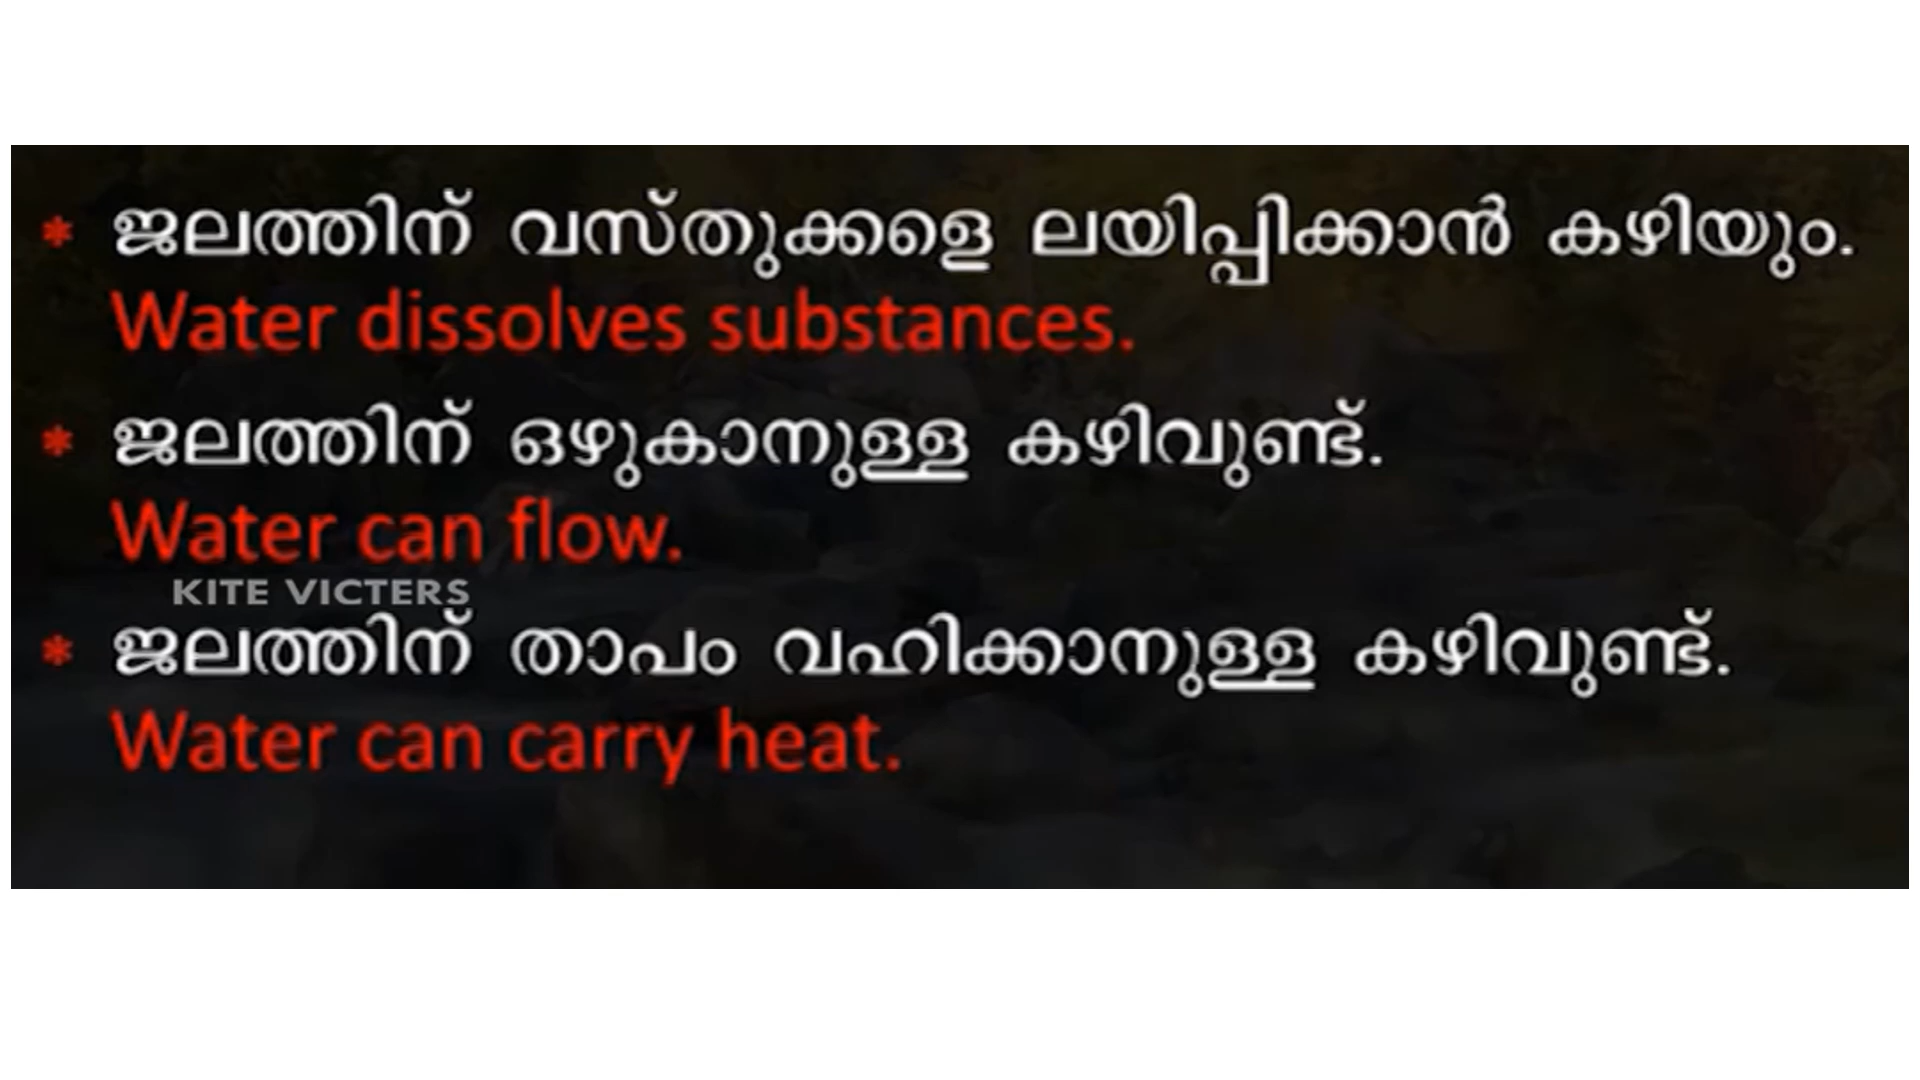 * ജലത്തിന് വസ്തുക്കളെ ലയിപ്പിക്കാൻ കഴിയും.
Water dissolves substances.
* ജലത്തിന് ഒഴുകാനുള്ള കഴിവുണ്ട്.
Water can flow.
KITE VICTERS
* ജലത്തിന് താപം വഹിക്കാനുള്ള കഴിവുണ്ട്.
Water can carry heat.